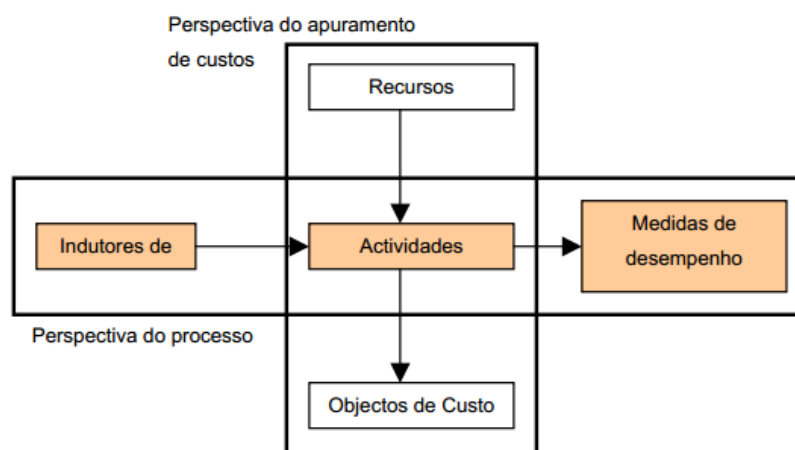 Perspectiva do apuramento
de custos
Recursos
Indutores de
Actividades
Medidas de
desempenho
Perspectiva do processo
Objectos de Custo